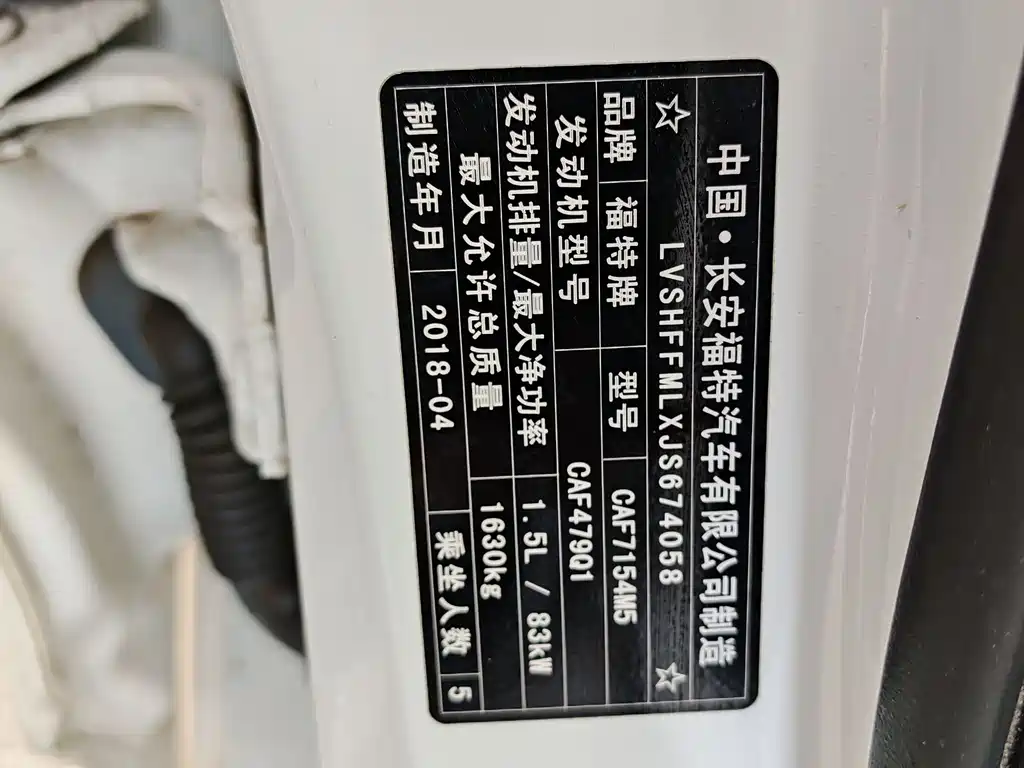 中国·长安福特汽车有限公司制造
☆ LVSHFFMLXJS674058 ☆
品牌 福特牌 型号 CAF7154M5
发动机型号 CAF479Q1
发动机排量/最大净功率 1.5L / 83kW
最大允许总质量 1630kg
制造年月 2018-04 乘坐人数 5